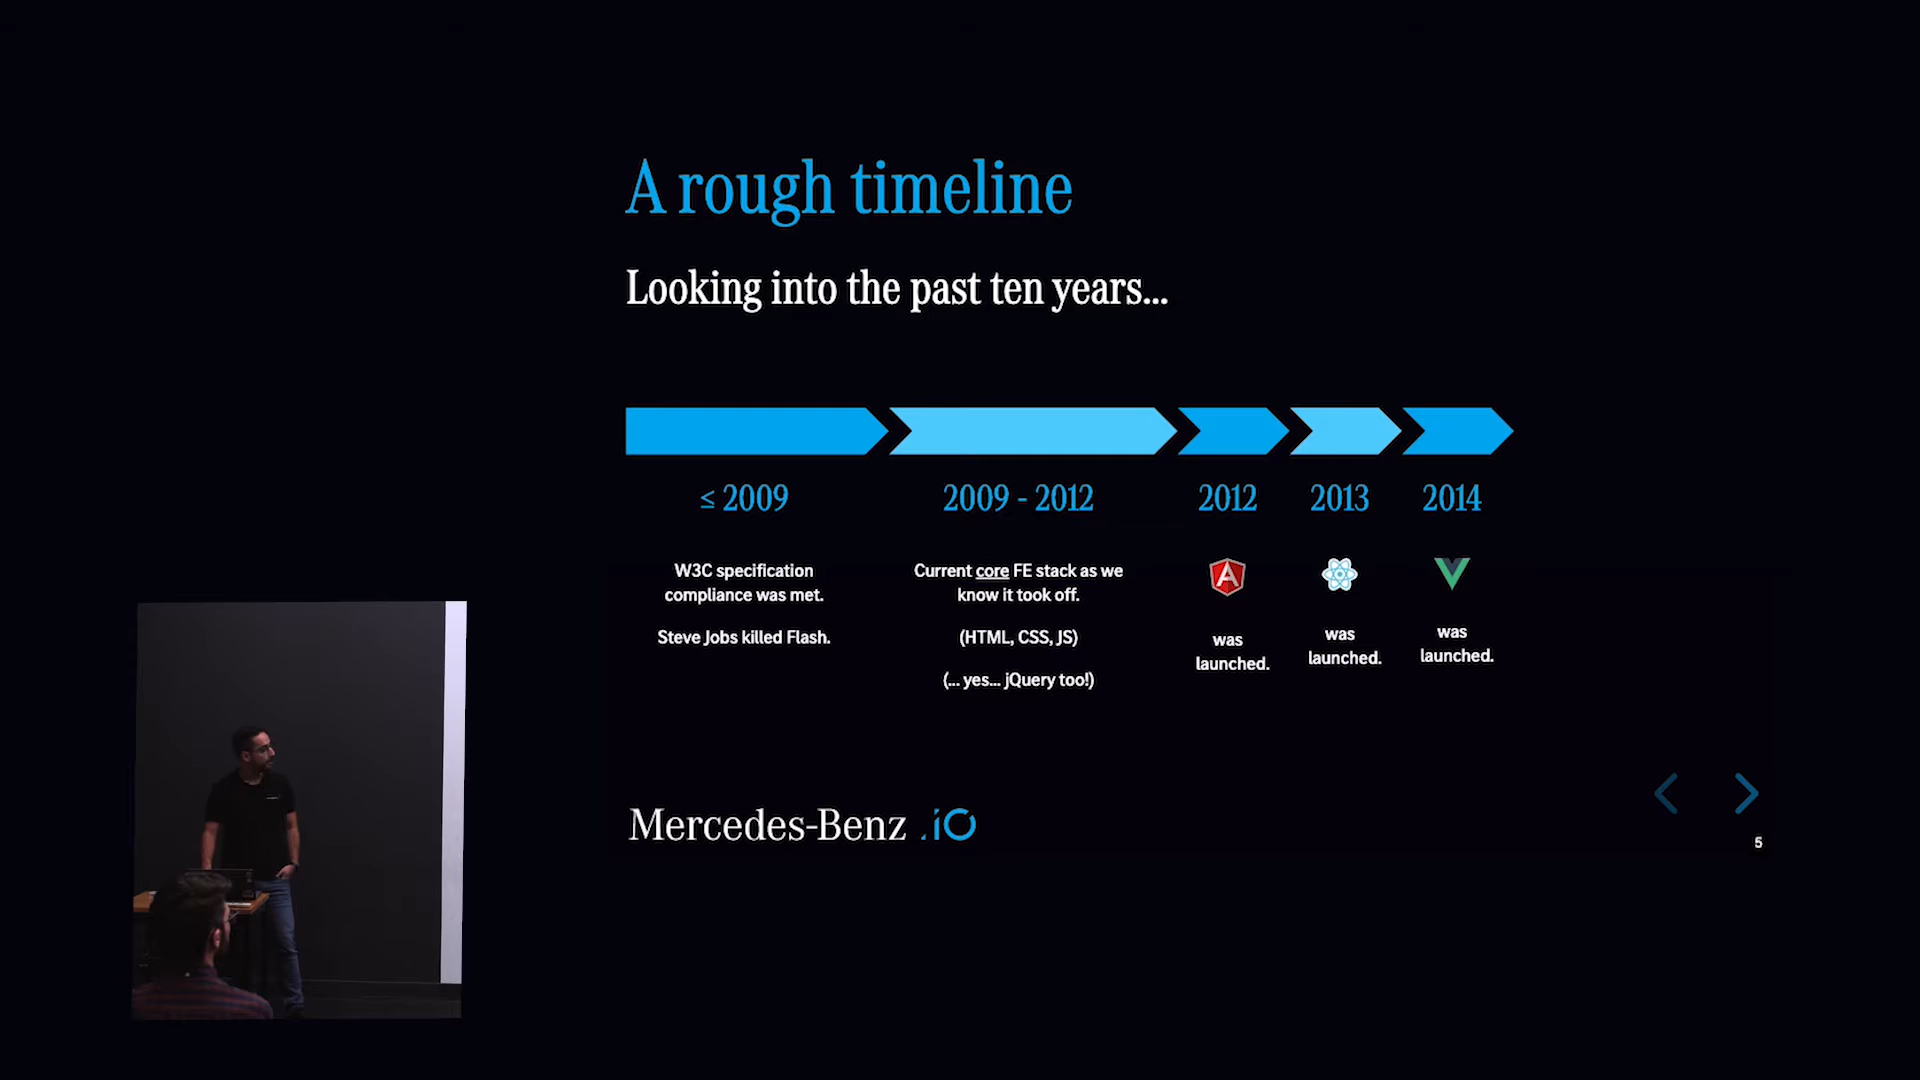 A rough timeline
Looking into the past ten years...
≤ 2009
2009 - 2012
2012
2013
2014
W3C specification
compliance was met.
Steve Jobs killed Flash.
Current core FE stack as we
know it took off.
(HTML, CSS, JS)
(... yes... jQuery too!)
was
launched.
was
launched.
was
launched.
Mercedes-Benz .io
5